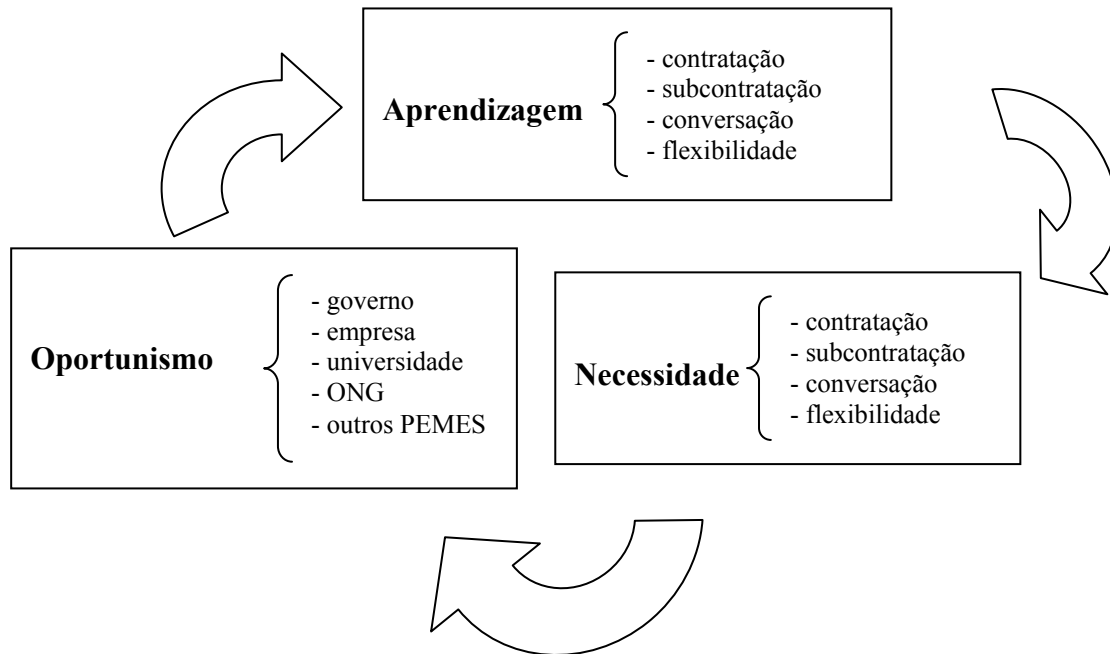 Aprendizagem
- contratação
- subcontratação
- conversação
- flexibilidade
Oportunismo
- governo
- empresa
- universidade
- ONG
- outros PEMES
Necessidade
- contratação
- subcontratação
- conversação
- flexibilidade